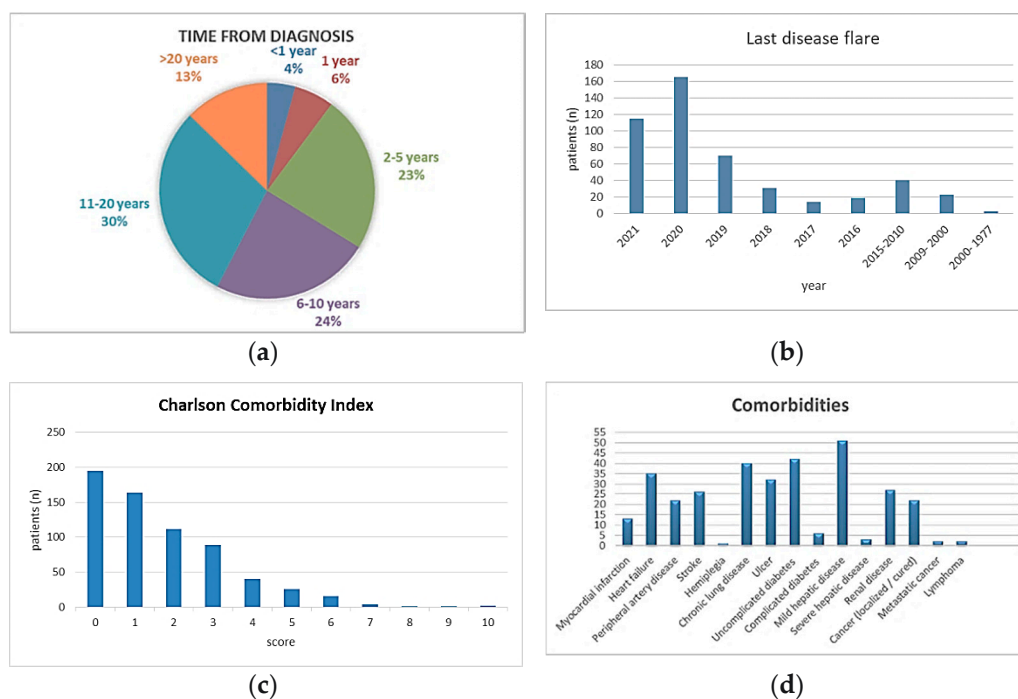 TIME FROM DIAGNOSIS
<1 year
4%
1 year
6%
2-5 years
23%
6-10 years
24%
11-20 years
30%
>20 years
13%
(a)
Last disease flare
patients (n)
180
160
140
120
100
80
60
40
20
0
2021
2020
2019
2018
2017
2016
2015-2010
2009- 2000
2000- 1977
year
(b)
Charlson Comorbidity Index
patients (n)
250
200
150
100
50
0
0 1 2 3 4 5 6 7 8 9 10
score
(c)
Comorbidities
55
50
45
40
35
30
25
20
15
10
5
0
Myocardial infarction
Heart failure
Peripheral artery disease
Stroke
Hemiplegia
Chronic lung disease
Ulcer
Uncomplicated diabetes
Complicated diabetes
Mild hepatic disease
Severe hepatic disease
Renal disease
Cancer (localized / cured)
Metastatic cancer
Lymphoma
(d)